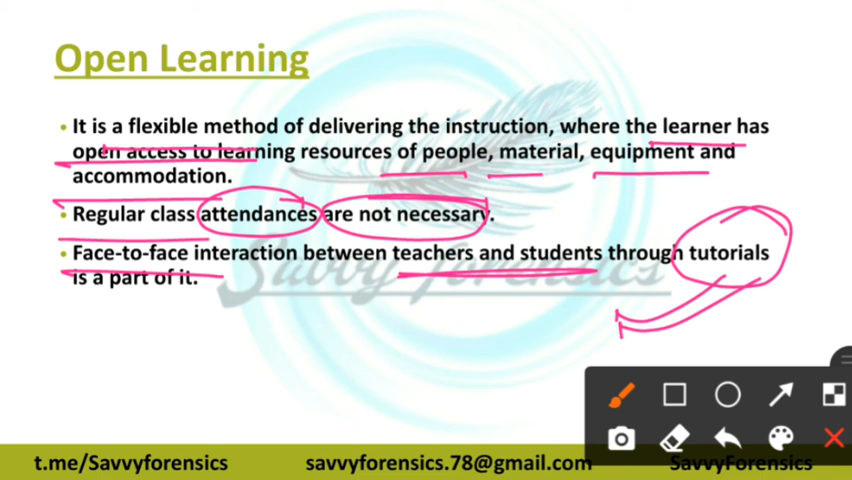 Open Learning
• It is a flexible method of delivering the instruction, where the learner has
open access to learning resources of people, material, equipment and
accommodation.
• Regular class attendances are not necessary.
• Face-to-face interaction between teachers and students through tutorials
is a part of it.
Savvy forensics
t.me/Savvyforensics savvyforensics.78@gmail.com SavvyForensics